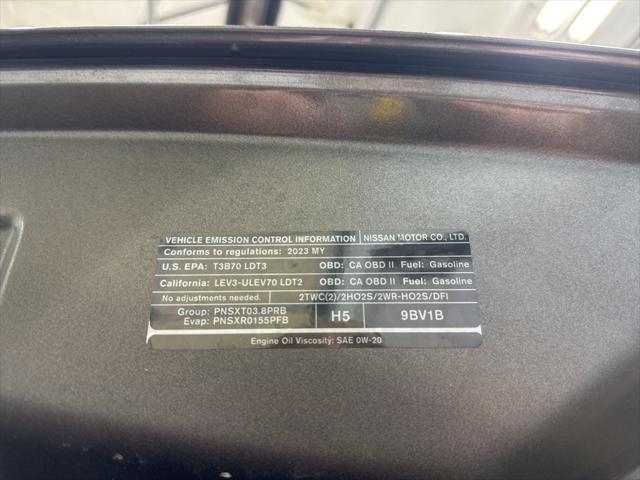 VEHICLE EMISSION CONTROL INFORMATION NISSAN MOTOR CO., LTD.
Conforms to regulations: 2023 MY
U.S. EPA: T3B70 LDT3 OBD: CA OBD II Fuel: Gasoline
California: LEV3-ULEV70 LDT2 OBD: CA OBD II Fuel: Gasoline
No adjustments needed. 2TWC(2)/2HO2S/2WR-HO2S/DFI
Group: PNSXT03.8PRB H5 9BV1B
Evap: PNSXR0155PFB
Engine Oil Viscosity: SAE 0W-20